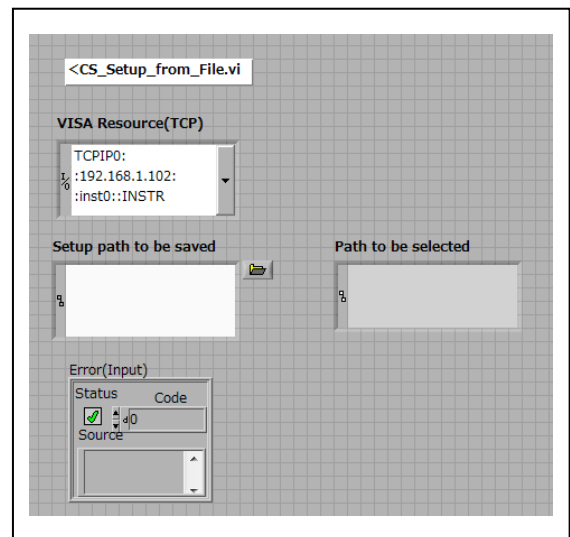 <CS_Setup_from_File.vi
VISA Resource(TCP)
TCPIP0:
:192.168.1.102:
:inst0::INSTR
Setup path to be saved
Path to be selected
Error(Input)
Status
Code
d0
Source